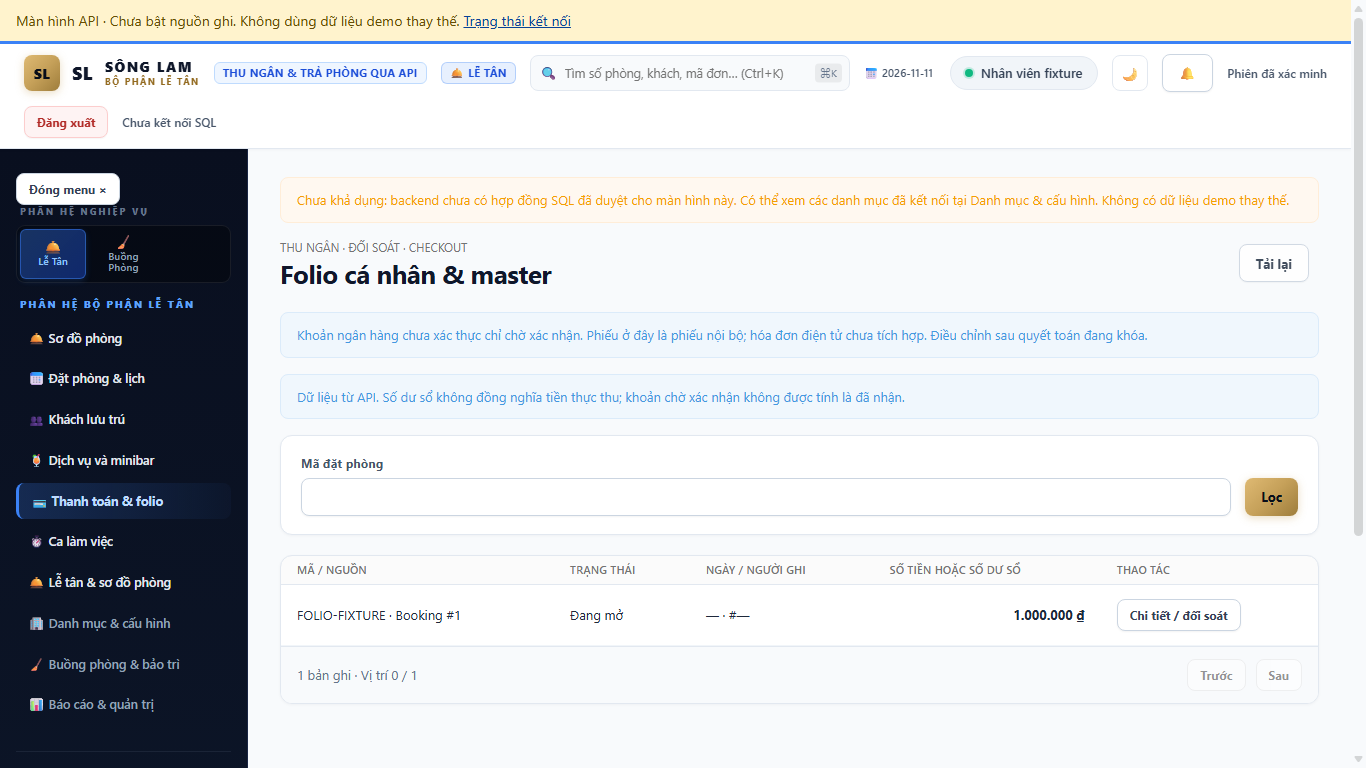 Màn hình API · Chưa bật nguồn ghi. Không dùng dữ liệu demo thay thế. Trạng thái kết nối
SL SL SÔNG LAM
BỘ PHẬN LỄ TÂN
THU NGÂN & TRẢ PHÒNG QUA API
LỄ TÂN
Tìm số phòng, khách, mã đơn... (Ctrl+K) ⌘K
2026-11-11
Nhân viên fixture
Phiên đã xác minh
Đăng xuất
Chưa kết nối SQL
Đóng menu ×
PHÂN HỆ NGHIỆP VỤ
Lễ Tân
Buồng
Phòng
PHÂN HỆ BỘ PHẬN LỄ TÂN
Sơ đồ phòng
Đặt phòng & lịch
Khách lưu trú
Dịch vụ và minibar
Thanh toán & folio
Ca làm việc
Lễ tân & sơ đồ phòng
Danh mục & cấu hình
Buồng phòng & bảo trì
Báo cáo & quản trị
Chưa khả dụng: backend chưa có hợp đồng SQL đã duyệt cho màn hình này. Có thể xem các danh mục đã kết nối tại Danh mục & cấu hình. Không có dữ liệu demo thay thế.
THU NGÂN · ĐỐI SOÁT · CHECKOUT
Folio cá nhân & master
Tải lại
Khoản ngân hàng chưa xác thực chỉ chờ xác nhận. Phiếu ở đây là phiếu nội bộ; hóa đơn điện tử chưa tích hợp. Điều chỉnh sau quyết toán đang khóa.
Dữ liệu từ API. Số dư sổ không đồng nghĩa tiền thực thu; khoản chờ xác nhận không được tính là đã nhận.
Mã đặt phòng
Lọc
MÃ / NGUỒN TRẠNG THÁI NGÀY / NGƯỜI GHI SỐ TIỀN HOẶC SỐ DƯ SỔ THAO TÁC
FOLIO-FIXTURE · Booking #1 Đang mở — · #— 1.000.000 ₫ Chi tiết / đối soát
1 bản ghi · Vị trí 0 / 1 Trước Sau